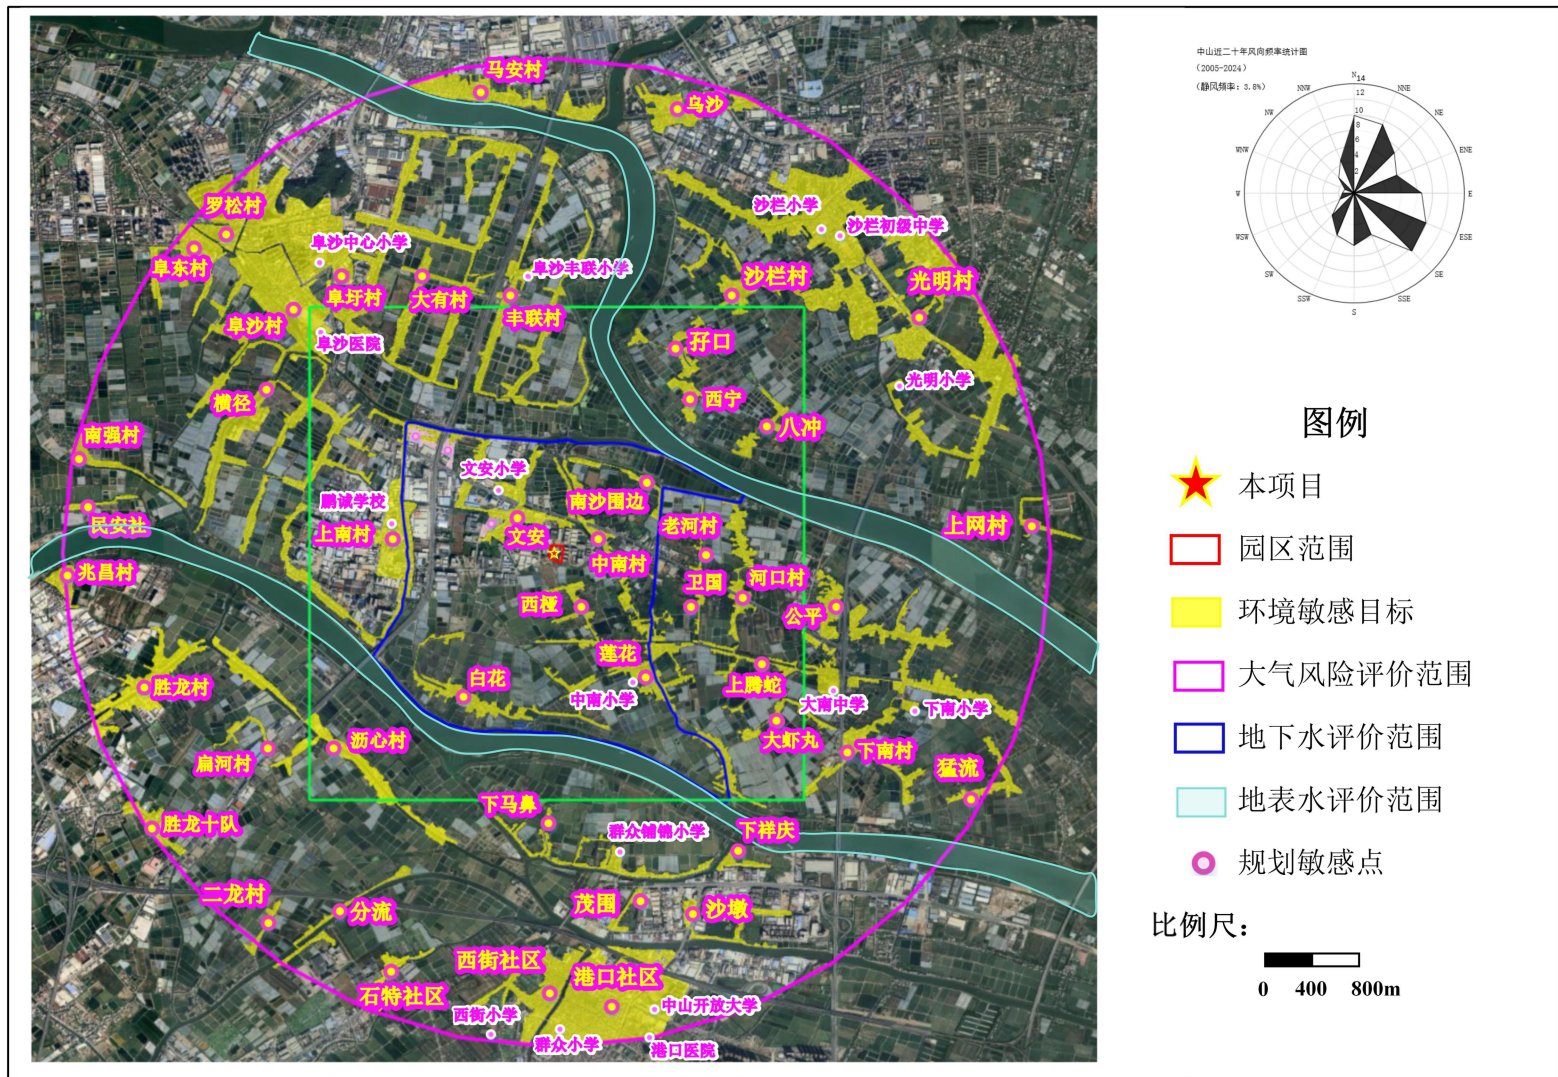 马安村
乌沙
罗松村
阜沙中心小学
阜东村
阜圩村
大有村
阜沙丰联小学
丰联村
阜沙村
阜沙医院
沙栏小学
沙栏初级中学
沙栏村
光明村
孖口
西宁
光明小学
八冲
横径
南强村
民安社
兆昌村
文安小学
鹏诚学校
上南村
文安
南沙围边
中南村
老河村
卫国
河口村
公平
上网村
西桠
莲花
中南小学
白花
上腾蛇
大南中学
大虾丸
下南村
下南小学
猛流
胜龙村
扁河村
沥心村
胜龙十队
下马鼻
群众铺锦小学
下祥庆
二龙村
分流
茂围
沙墩
石特社区
西街社区
港口社区
西街小学
群众小学
中山开放大学
港口医院
中山近二十年风向频率统计图
(2005-2024)
(静风频率: 3.8%)
N
14
12
10
8
6
4
2
NNE
NE
ENE
E
ESE
SE
SSE
S
SSW
SW
WSW
W
WNW
NW
NNW
图例
本项目
园区范围
环境敏感目标
大气风险评价范围
地下水评价范围
地表水评价范围
规划敏感点
比例尺：
0 400 800m